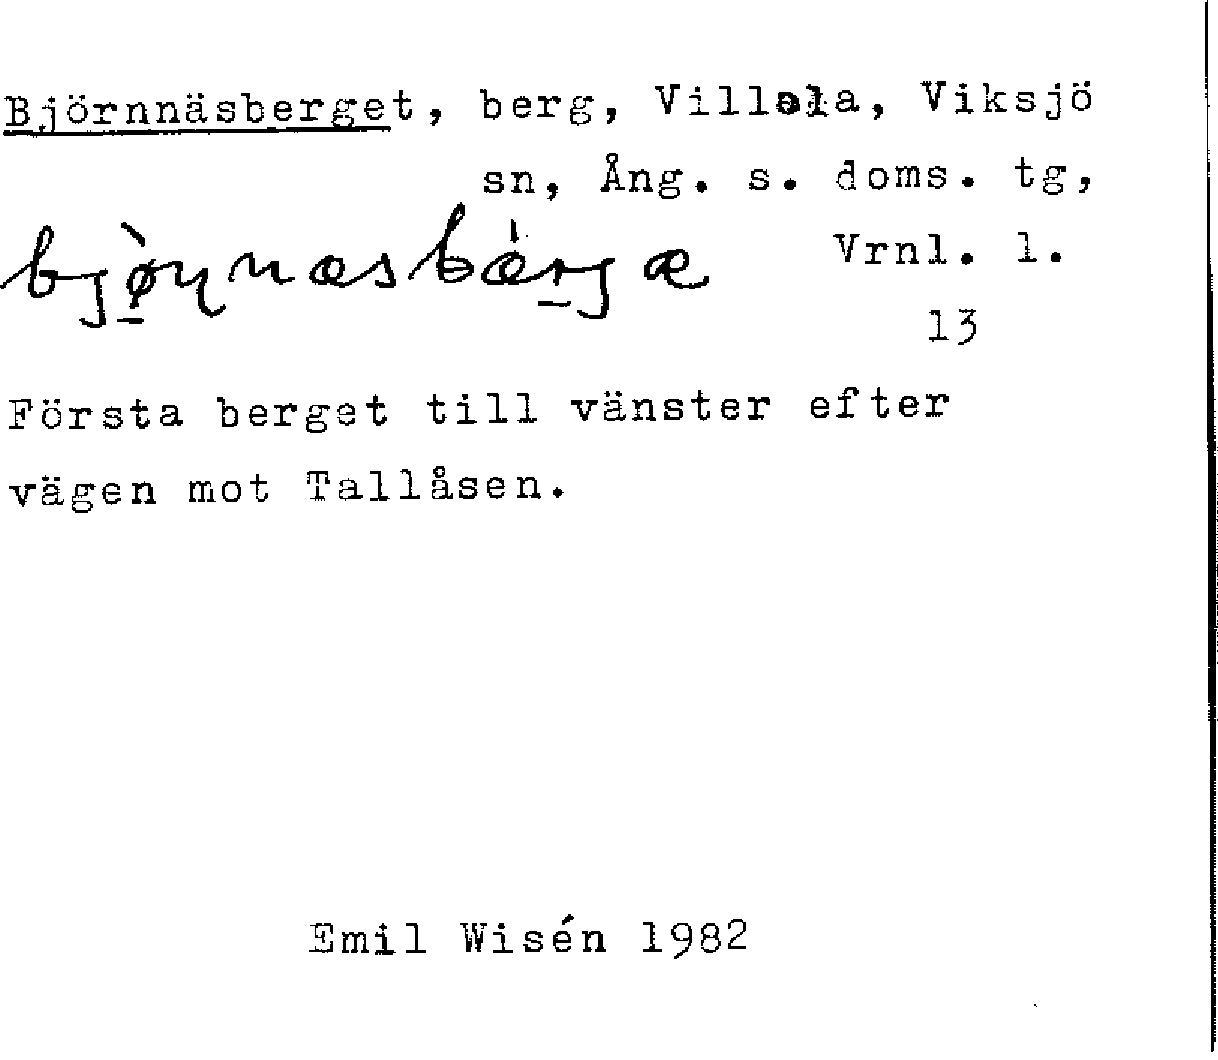 Björnnäsberget, berg, Villola, Viksjö
sn, Ång. s. doms. tg,
Vrnl. l.
13
Första berget till vänster efter
vägen mot Tallåsen.
Emil Wisén 1982